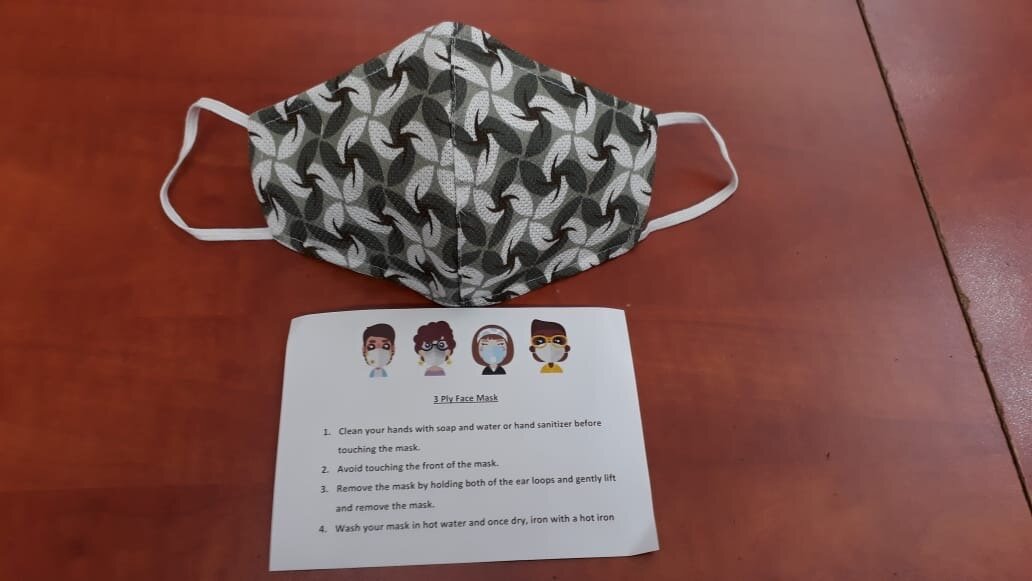 3 Ply Face Mask
1. Clean your hands with soap and water or hand sanitizer before
touching the mask.
2. Avoid touching the front of the mask.
3. Remove the mask by holding both of the ear loops and gently lift
and remove the mask.
4. Wash your mask in hot water and once dry, iron with a hot iron